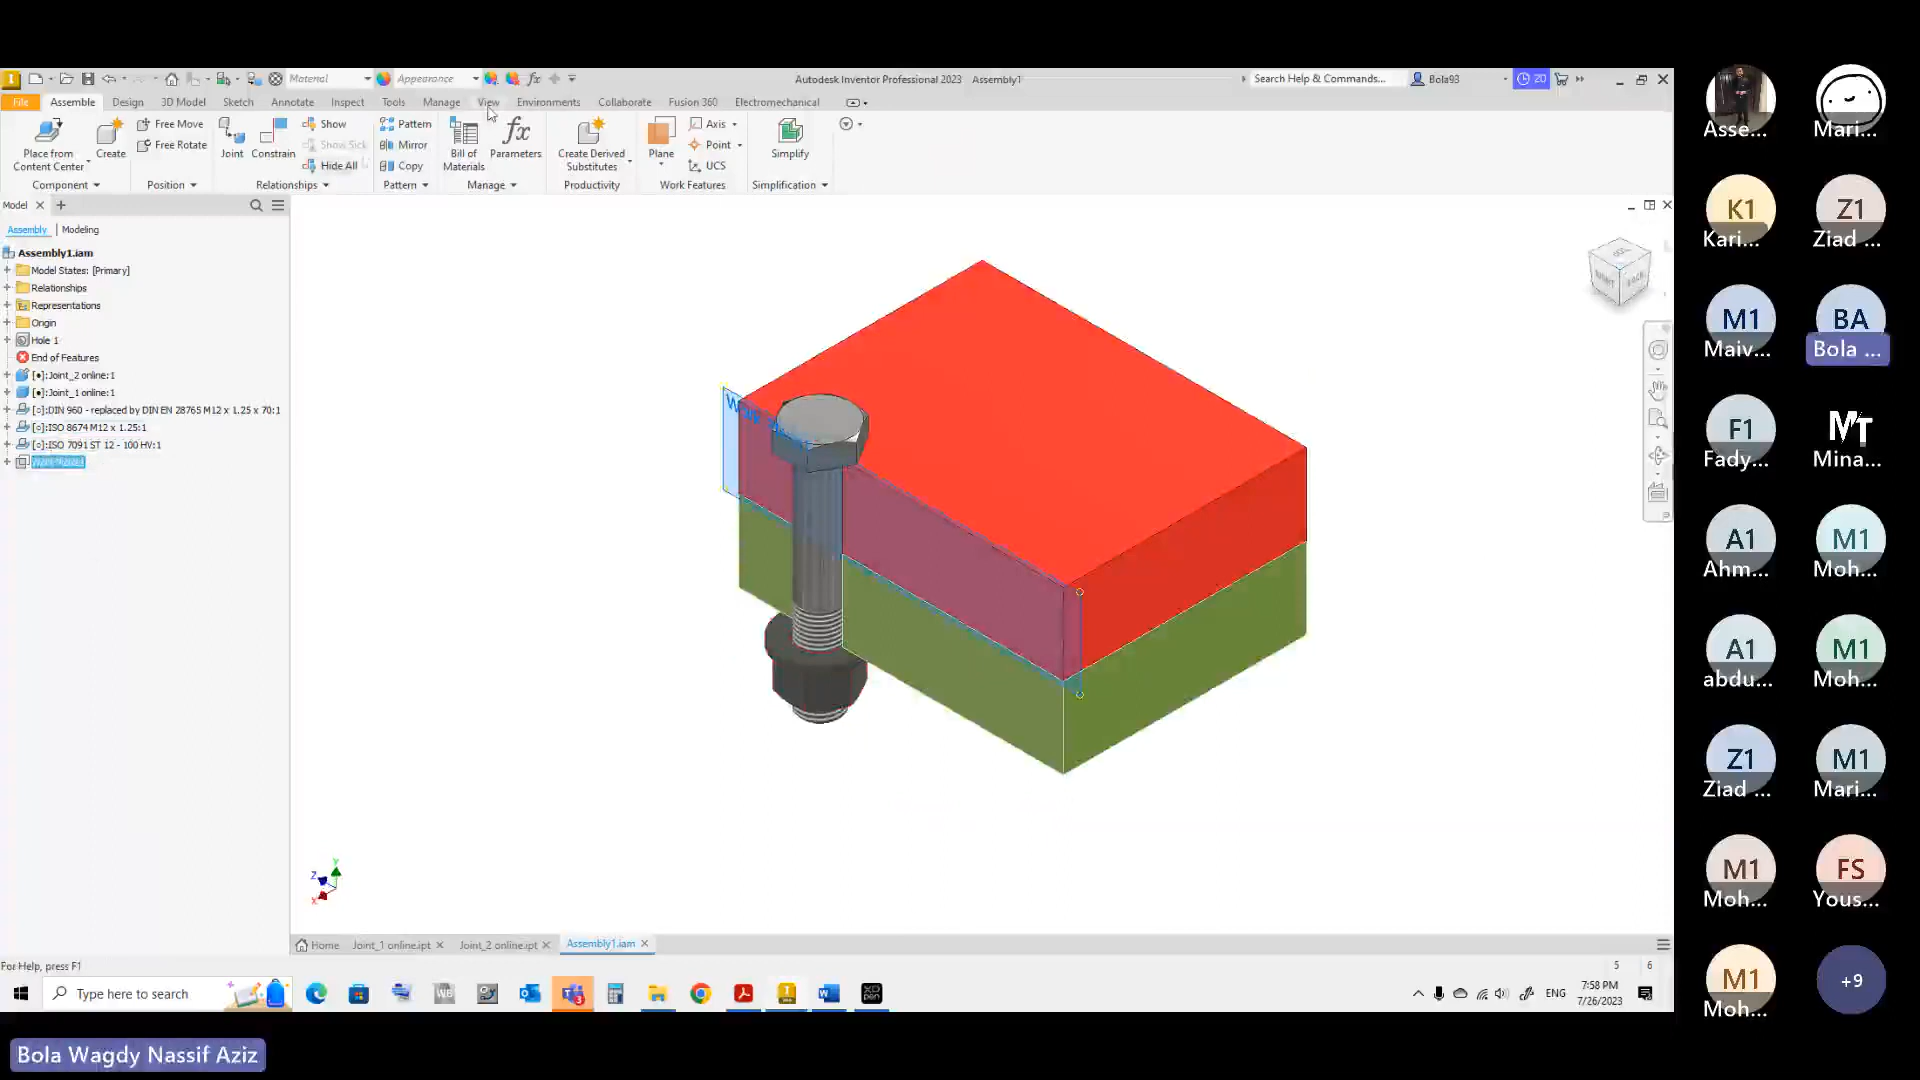 Material
Appearance
Autodesk Inventor Professional 2023 Assembly1
Search Help & Commands...
Bola93
20
File
Assemble
Design
3D Model
Sketch
Annotate
Inspect
Tools
Manage
View
Environments
Collaborate
Fusion 360
Electromechanical
Place from
Content Center
Create
Free Move
Free Rotate
Joint
Constrain
Show
Show Sick
Hide All
Pattern
Mirror
Copy
Bill of
Materials
Parameters
Create Derived
Substitutes
Plane
Axis
Point
UCS
Simplify
Component
Position
Relationships
Pattern
Manage
Productivity
Work Features
Simplification
Model
Assembly
Modeling
Assembly1.iam
Model States: [Primary]
Relationships
Representations
Origin
Hole 1
End of Features
[●]:Joint_2 online:1
[●]:Joint_1 online:1
[○]:DIN 960 - replaced by DIN EN 28765 M12 x 1.25 x 70:1
[○]:ISO 8674 M12 x 1.25:1
[○]:ISO 7091 ST 12 - 100 HV:1
Z
Y
X
Home
Joint_1 online.ipt
Joint_2 online.ipt
Assembly1.iam
For Help, press F1
5
6
Type here to search
ENG
7:58 PM
7/26/2023
Asse...
Mari...
K1
Kari...
Z1
Ziad ...
M1
Maiv...
BA
Bola ...
F1
Fady...
MT
Mina...
A1
Ahm...
M1
Moh...
A1
abdu...
M1
Moh...
Z1
Ziad ...
M1
Mari...
M1
Moh...
FS
Yous...
M1
Moh...
+9
Bola Wagdy Nassif Aziz